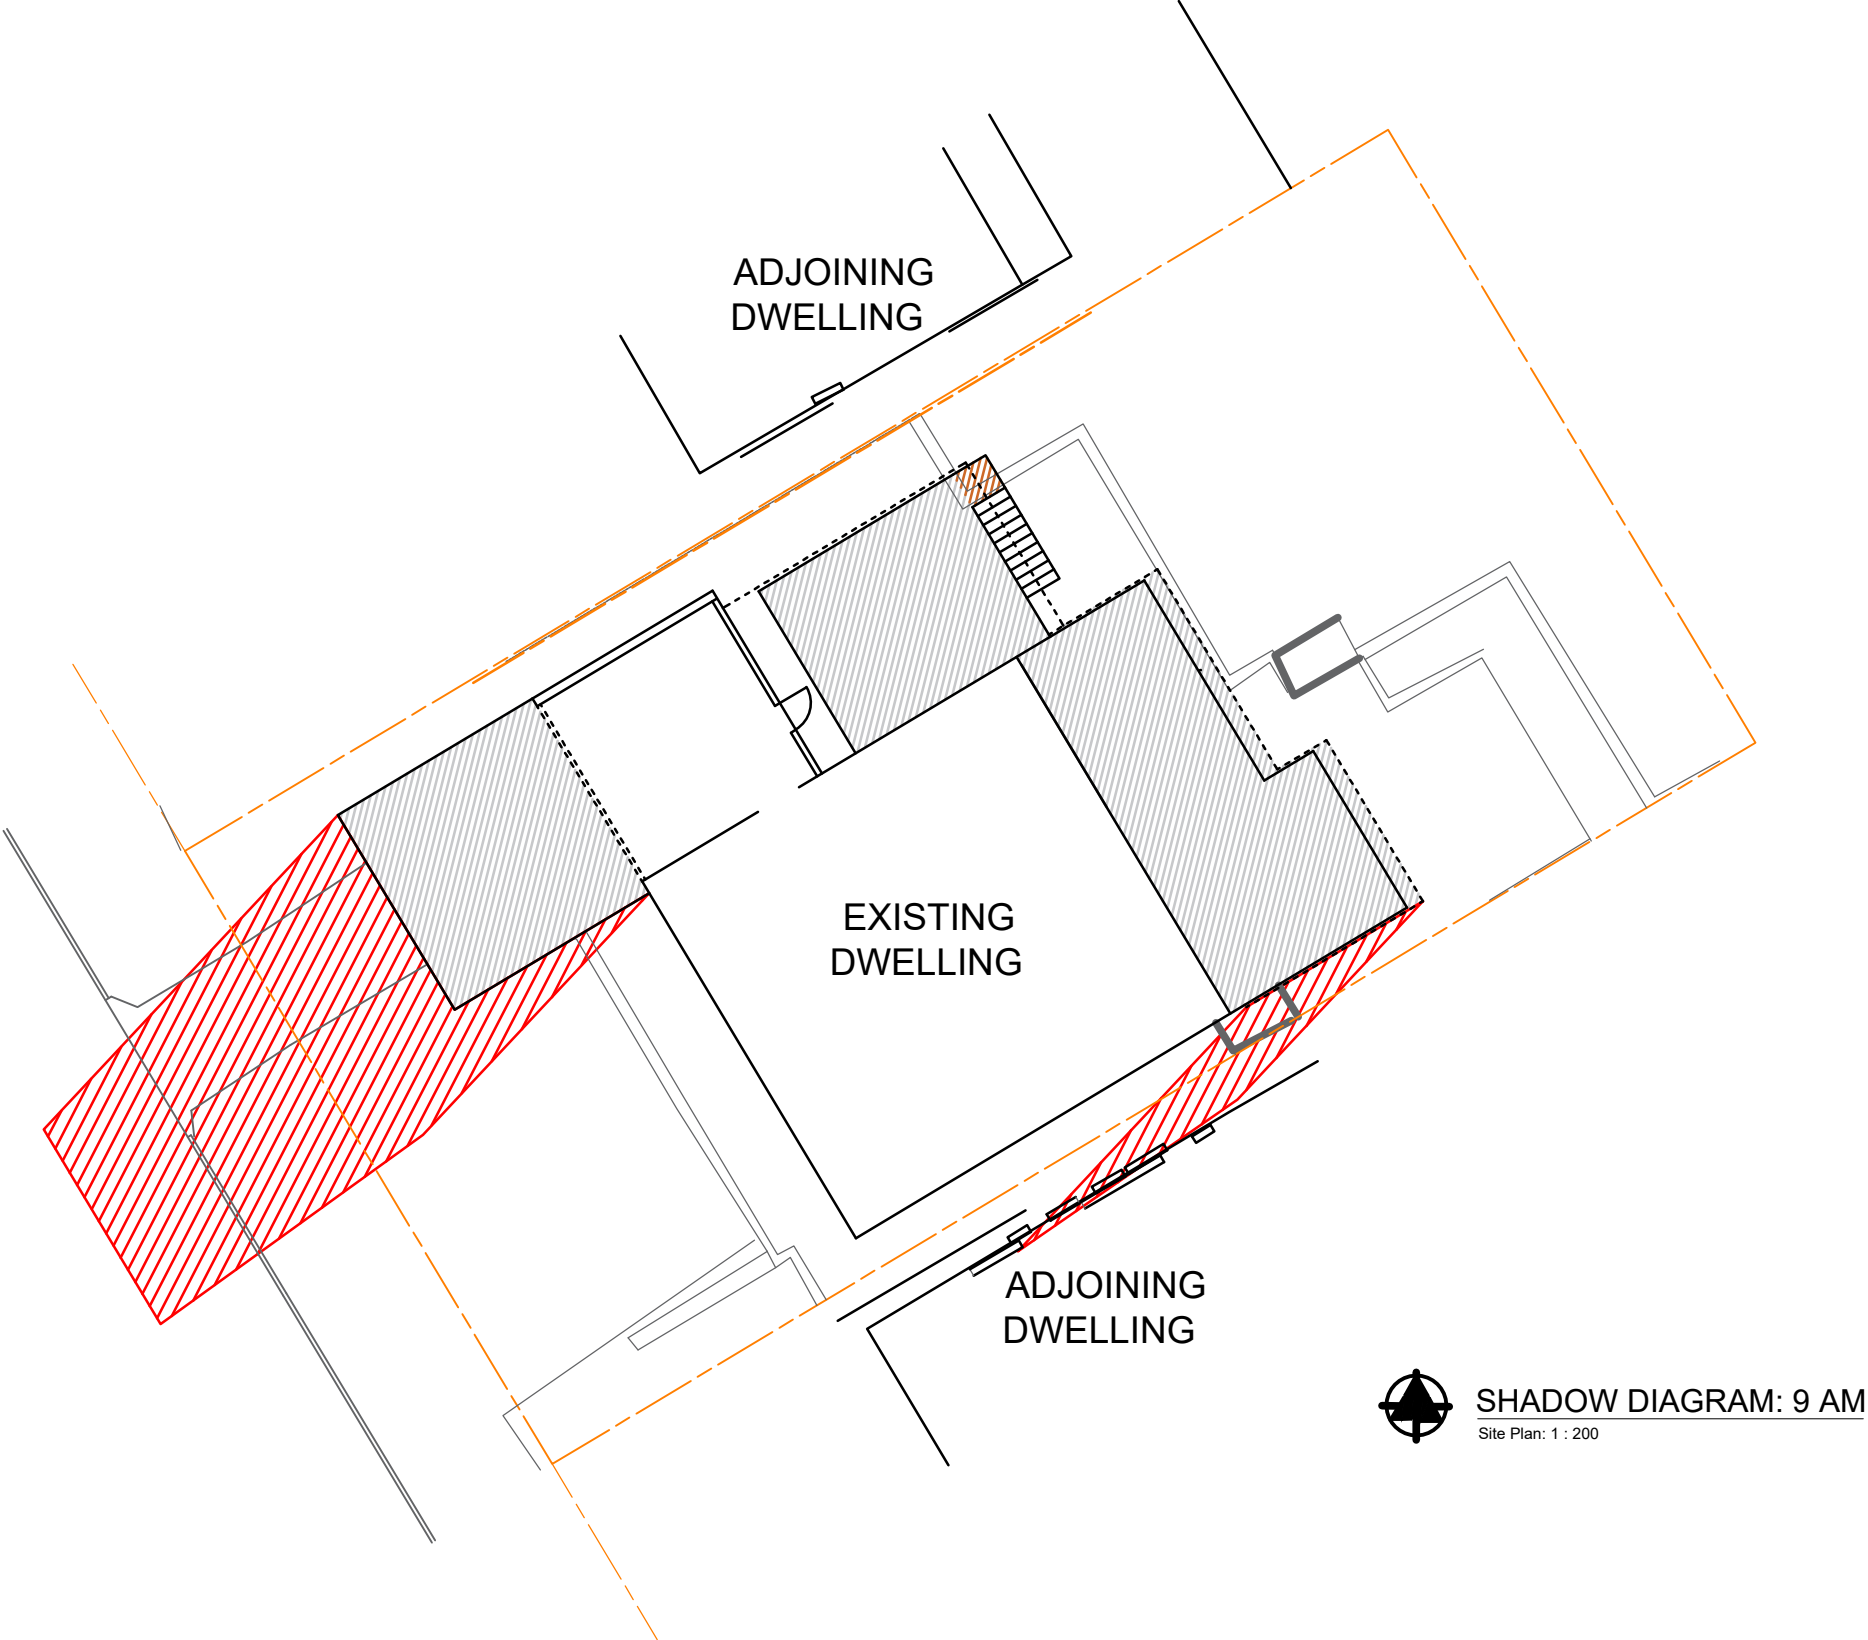 ADJOINING
DWELLING
EXISTING
DWELLING
ADJOINING
DWELLING
SHADOW DIAGRAM: 9 AM
Site Plan: 1 : 200